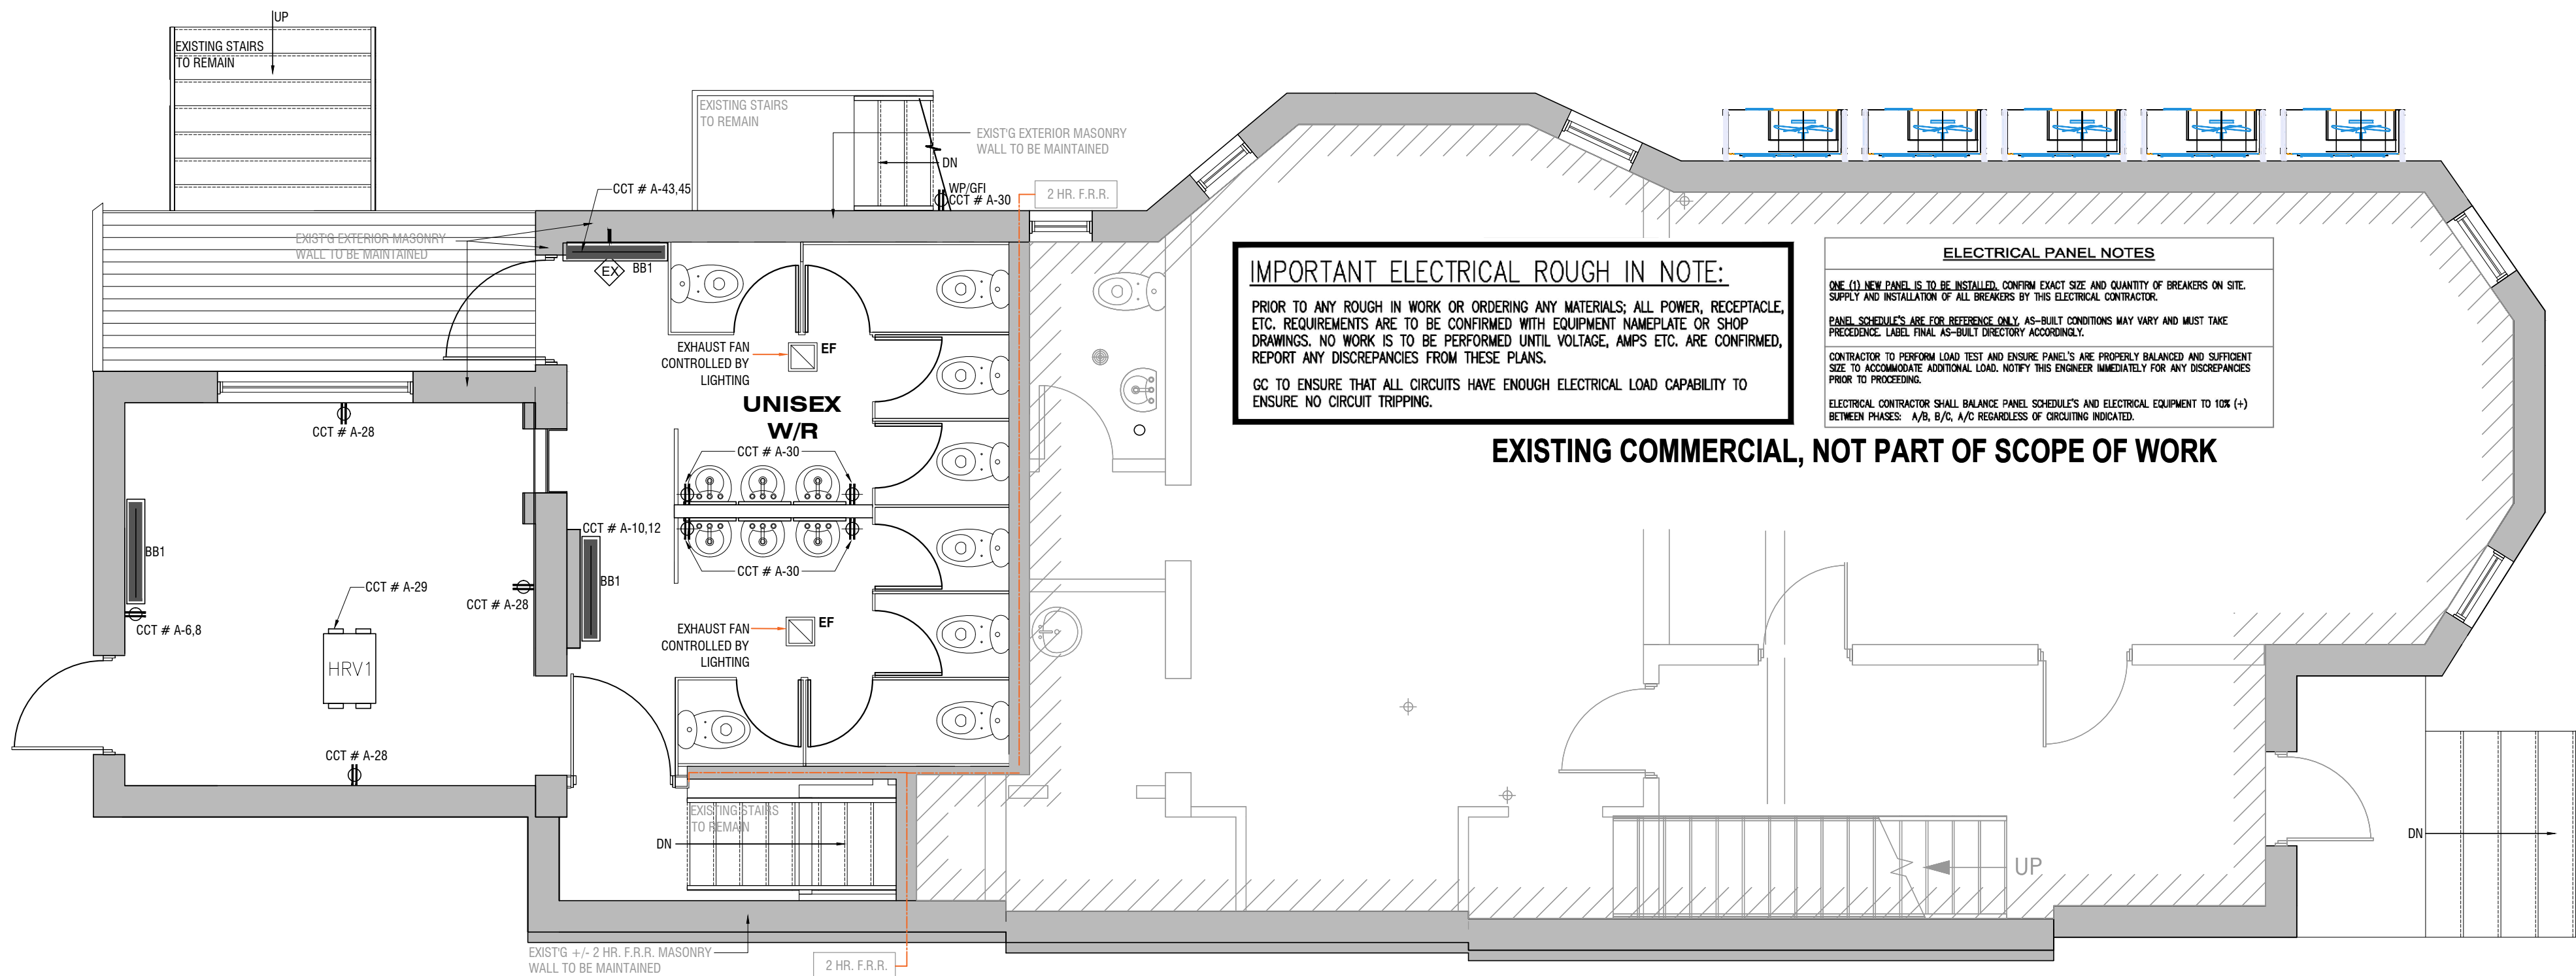 UP
EXISTING STAIRS
TO REMAIN
EXISTING STAIRS
TO REMAIN
EXIST'G EXTERIOR MASONRY
WALL TO BE MAINTAINED
DN
CCT # A-43,45
WP/GFI
CCT # A-30
2 HR. F.R.R.
EXIST'G EXTERIOR MASONRY
WALL TO BE MAINTAINED
EX
BB1
IMPORTANT ELECTRICAL ROUGH IN NOTE:
PRIOR TO ANY ROUGH IN WORK OR ORDERING ANY MATERIALS; ALL POWER, RECEPTACLE,
ETC. REQUIREMENTS ARE TO BE CONFIRMED WITH EQUIPMENT NAMEPLATE OR SHOP
DRAWINGS. NO WORK IS TO BE PERFORMED UNTIL VOLTAGE, AMPS ETC. ARE CONFIRMED,
REPORT ANY DISCREPANCIES FROM THESE PLANS.
GC TO ENSURE THAT ALL CIRCUITS HAVE ENOUGH ELECTRICAL LOAD CAPABILITY TO
ENSURE NO CIRCUIT TRIPPING.
ELECTRICAL PANEL NOTES
ONE (1) NEW PANEL IS TO BE INSTALLED. CONFIRM EXACT SIZE AND QUANTITY OF BREAKERS ON SITE.
SUPPLY AND INSTALLATION OF ALL BREAKERS BY THIS ELECTRICAL CONTRACTOR.
PANEL SCHEDULE'S ARE FOR REFERENCE ONLY, AS-BUILT CONDITIONS MAY VARY AND MUST TAKE
PRECEDENCE. LABEL FINAL AS-BUILT DIRECTORY ACCORDINGLY.
CONTRACTOR TO PERFORM LOAD TEST AND ENSURE PANEL'S ARE PROPERLY BALANCED AND SUFFICIENT
SIZE TO ACCOMMODATE ADDITIONAL LOAD. NOTIFY THIS ENGINEER IMMEDIATELY FOR ANY DISCREPANCIES
PRIOR TO PROCEEDING.
ELECTRICAL CONTRACTOR SHALL BALANCE PANEL SCHEDULE'S AND ELECTRICAL EQUIPMENT TO 10% (+)
BETWEEN PHASES: A/B, B/C, A/C REGARDLESS OF CIRCUITING INDICATED.
EXISTING COMMERCIAL, NOT PART OF SCOPE OF WORK
EXHAUST FAN
CONTROLLED BY
LIGHTING
EF
UNISEX
W/R
CCT # A-28
CCT # A-30
CCT # A-10,12
BB1
BB1
CCT # A-30
CCT # A-29
CCT # A-28
CCT # A-6,8
EXHAUST FAN
CONTROLLED BY
LIGHTING
EF
HRV1
CCT # A-28
EXISTING STAIRS
TO REMAIN
DN
UP
DN
EXIST'G +/- 2 HR. F.R.R. MASONRY
WALL TO BE MAINTAINED
2 HR. F.R.R.